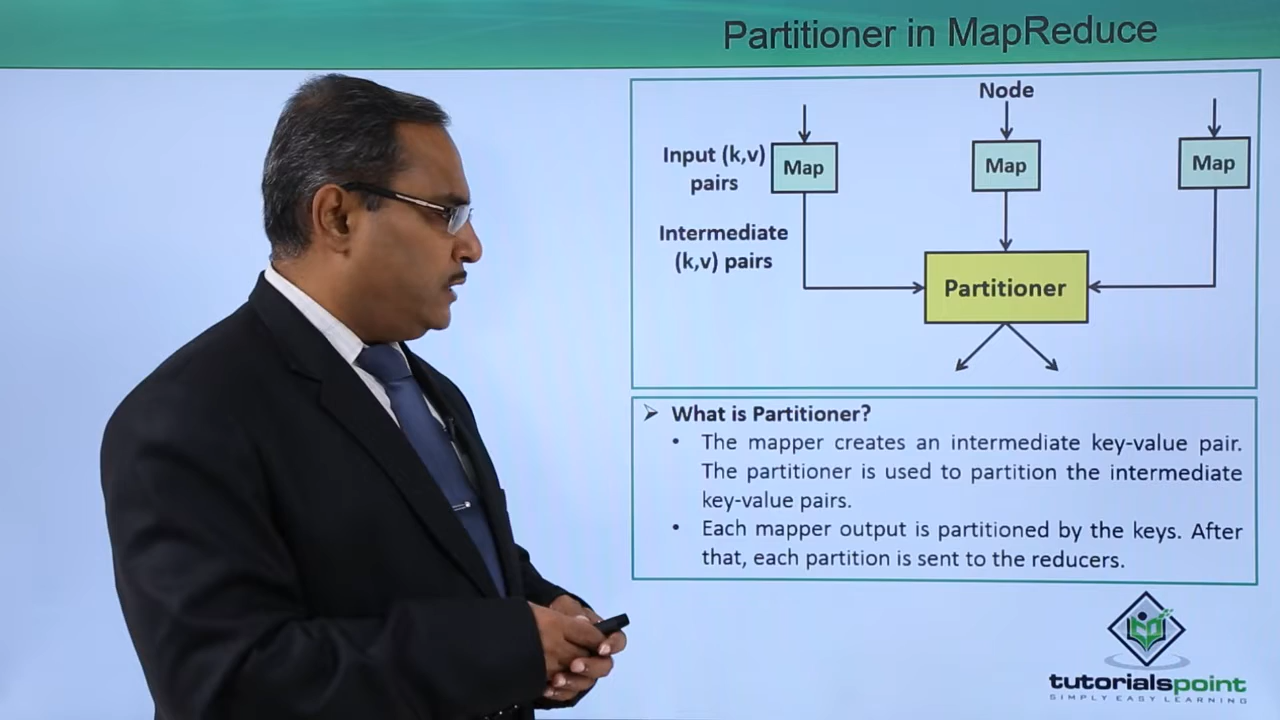 Partitioner in MapReduce
Node
Input (k,v)
pairs
Map
Map
Map
Intermediate
(k,v) pairs
Partitioner
➢ What is Partitioner?
• The mapper creates an intermediate key-value pair.
The partitioner is used to partition the intermediate
key-value pairs.
• Each mapper output is partitioned by the keys. After
that, each partition is sent to the reducers.
tutorialspoint
SIMPLY EASY LEARNING